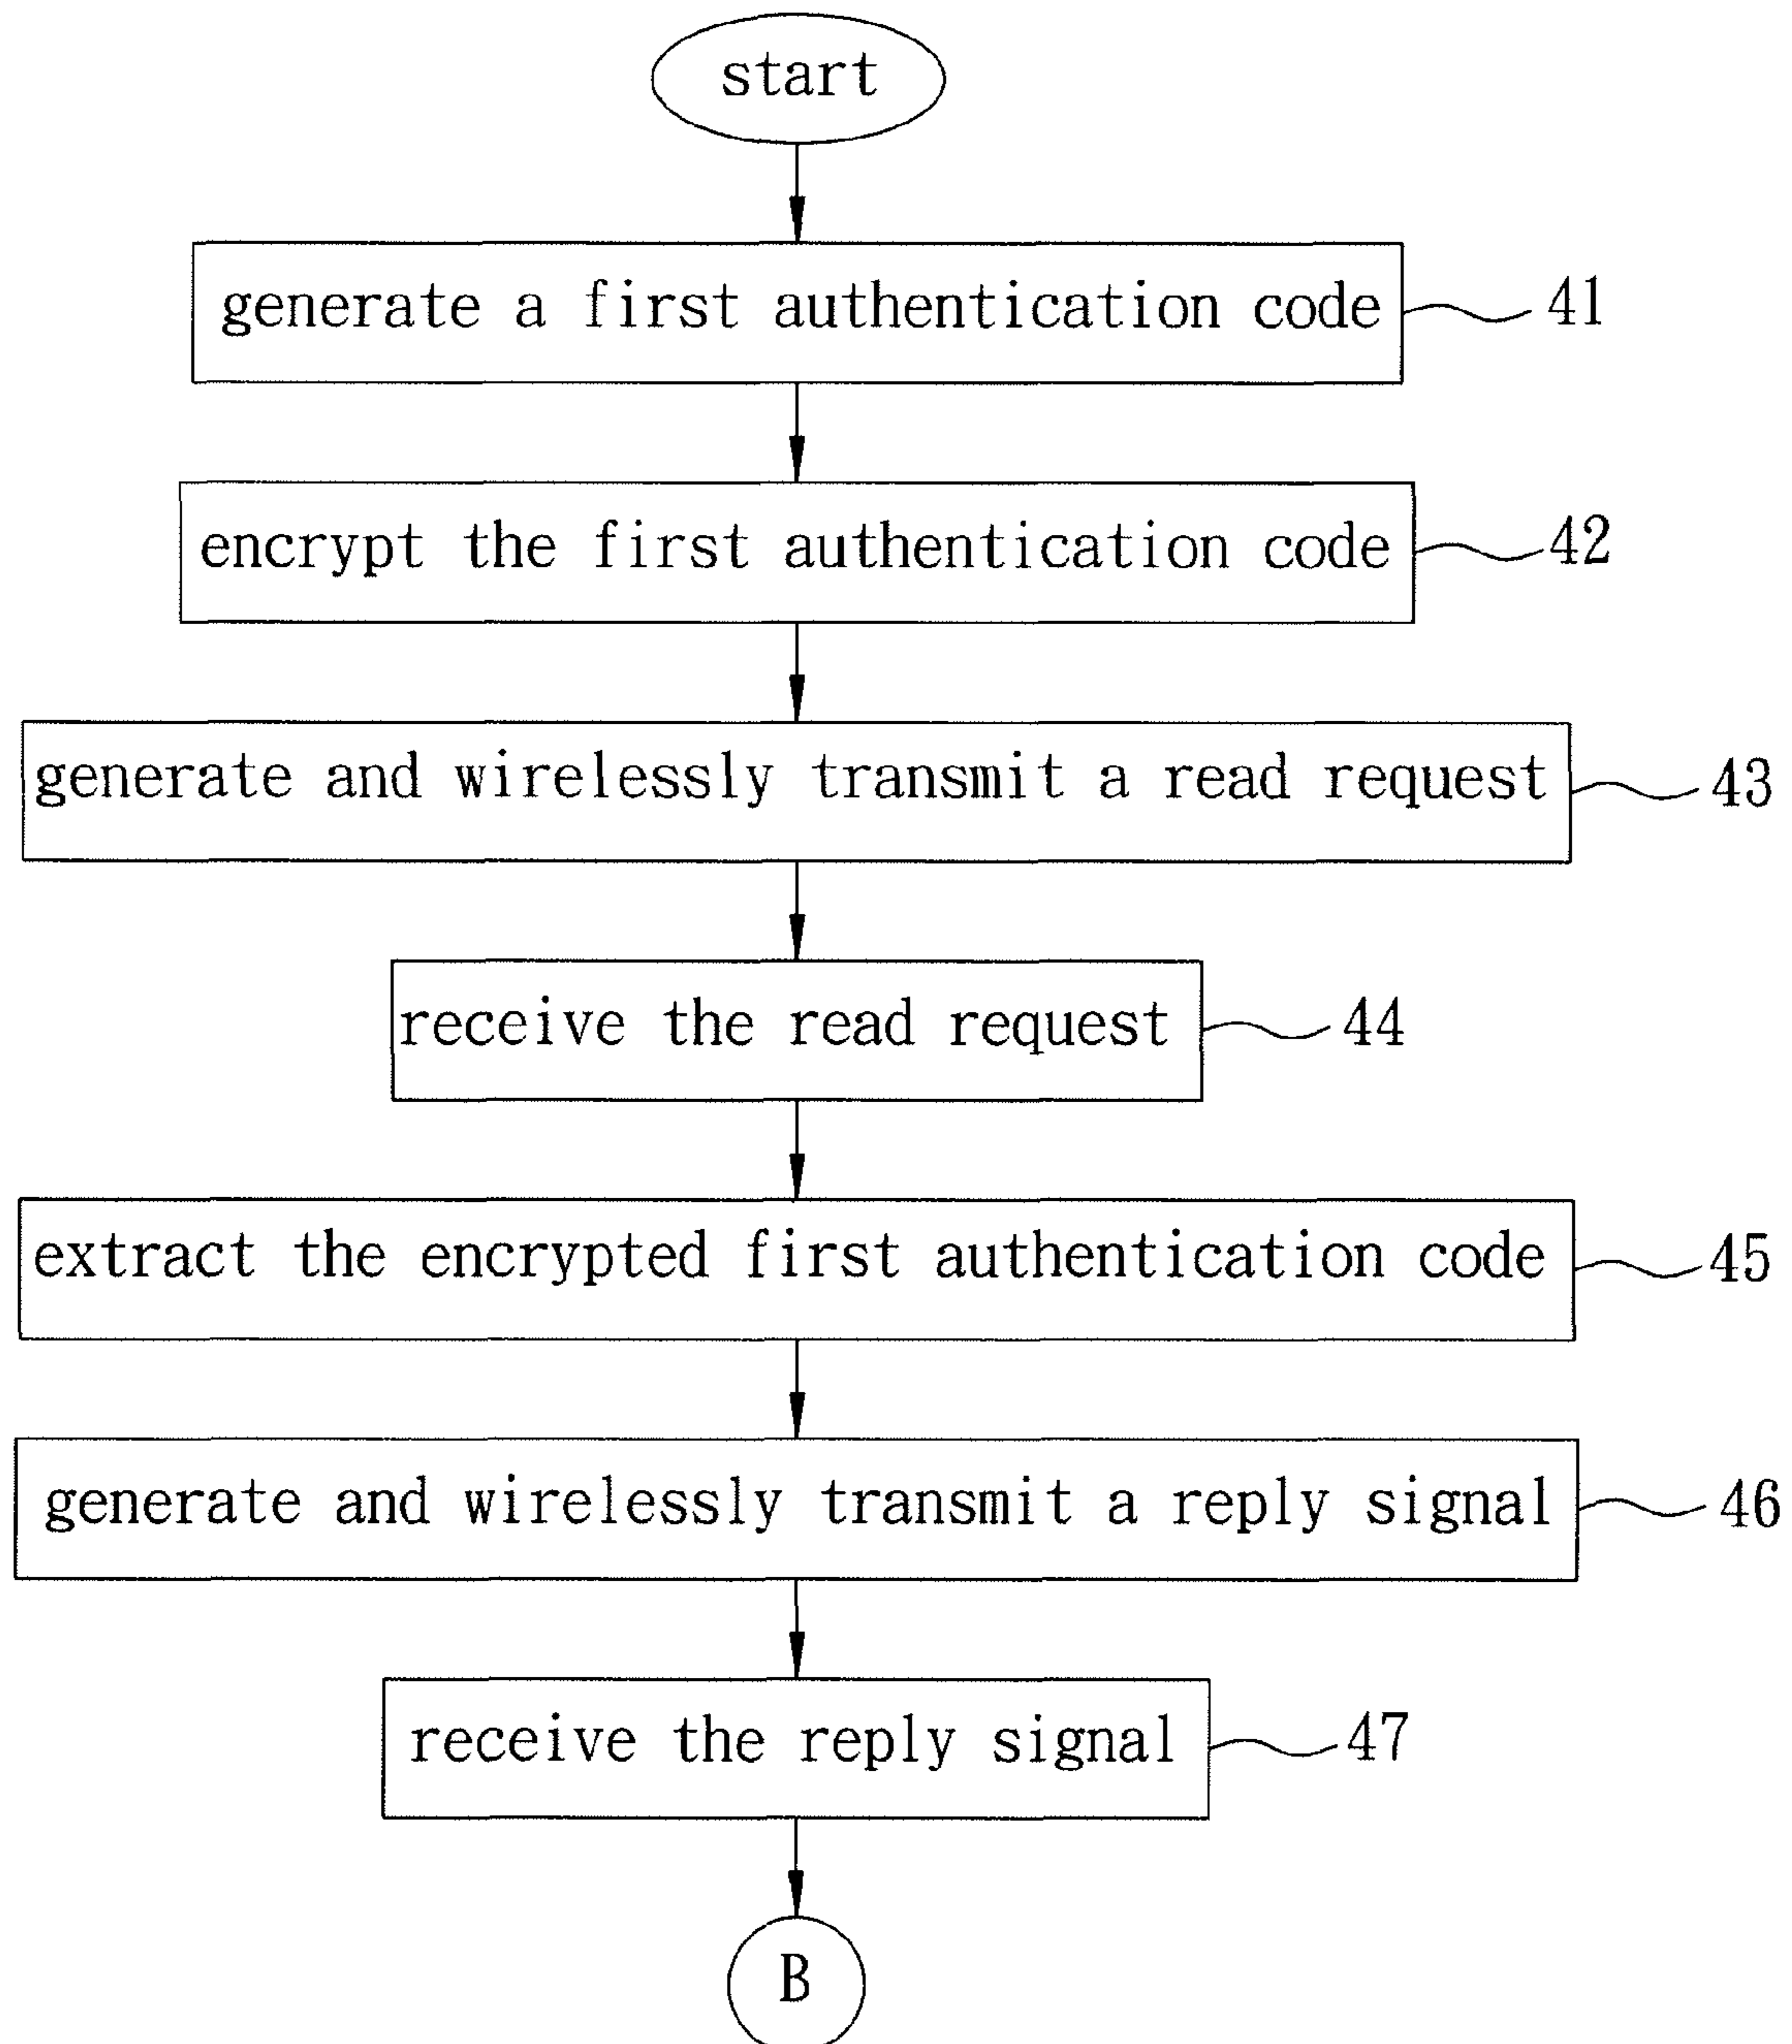 start
generate a first authentication code 41
encrypt the first authentication code 42
generate and wirelessly transmit a read request 43
receive the read request 44
extract the encrypted first authentication code 45
generate and wirelessly transmit a reply signal 46
receive the reply signal 47
B